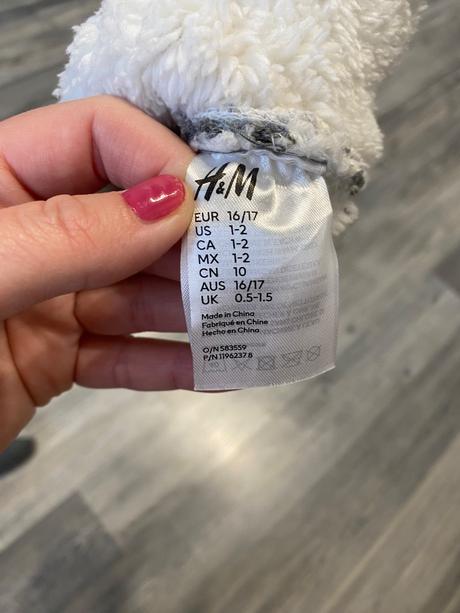 H&M
EUR 16/17
US 1-2
CA 1-2
MX 1-2
CN 10
AUS 16/17
UK 0.5-1.5
Made in China
Fabriqué en Chine
Hecho en China
O/N 583559
P/N 1196237 8